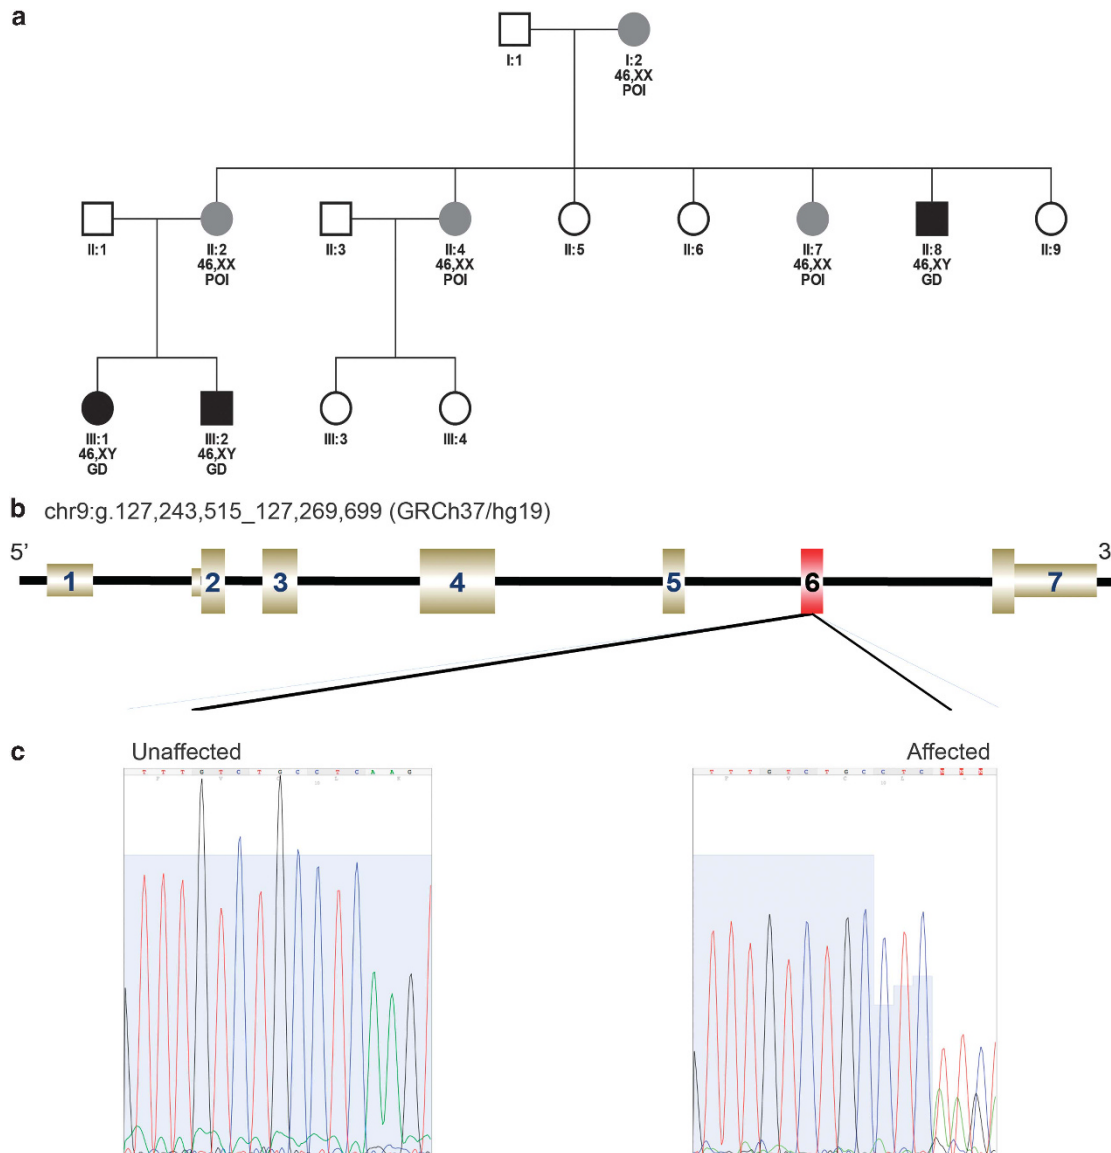 a
I:1
I:2
46,XX
POI
II:1
II:2
46,XX
POI
II:3
II:4
46,XX
POI
II:5
II:6
II:7
46,XX
POI
II:8
46,XY
GD
II:9
III:1
46,XY
GD
III:2
46,XY
GD
III:3
III:4
b chr9:g.127,243,515_127,269,699 (GRCh37/hg19)
5' 3
1 2 3 4 5 6 7
c
Unaffected Affected
T T T G T C T G C C T C A A G
T T T G T C T G C C T C